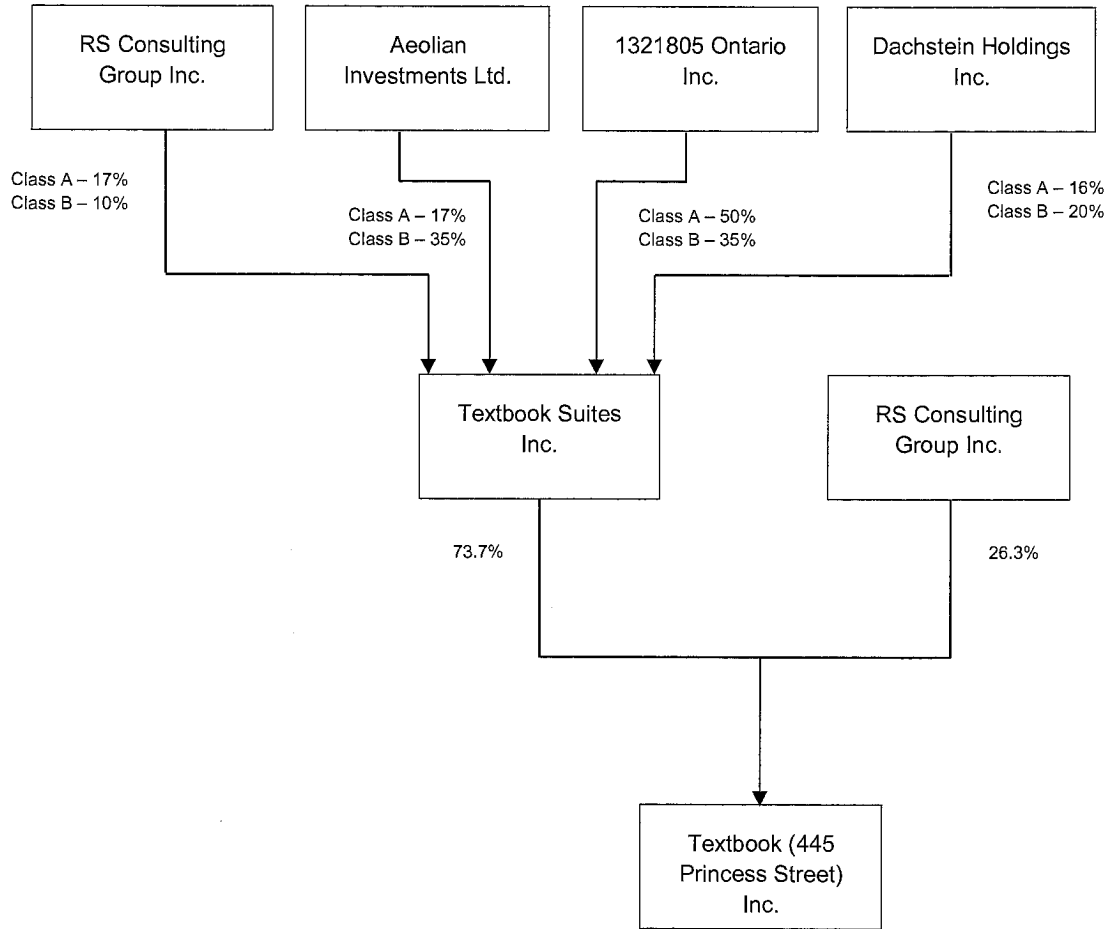 RS Consulting
Group Inc.
Aeolian
Investments Ltd.
1321805 Ontario
Inc.
Dachstein Holdings
Inc.
Class A – 17%
Class B – 10%
Class A – 17%
Class B – 35%
Class A – 50%
Class B – 35%
Class A – 16%
Class B – 20%
Textbook Suites
Inc.
RS Consulting
Group Inc.
73.7%
26.3%
Textbook (445
Princess Street)
Inc.